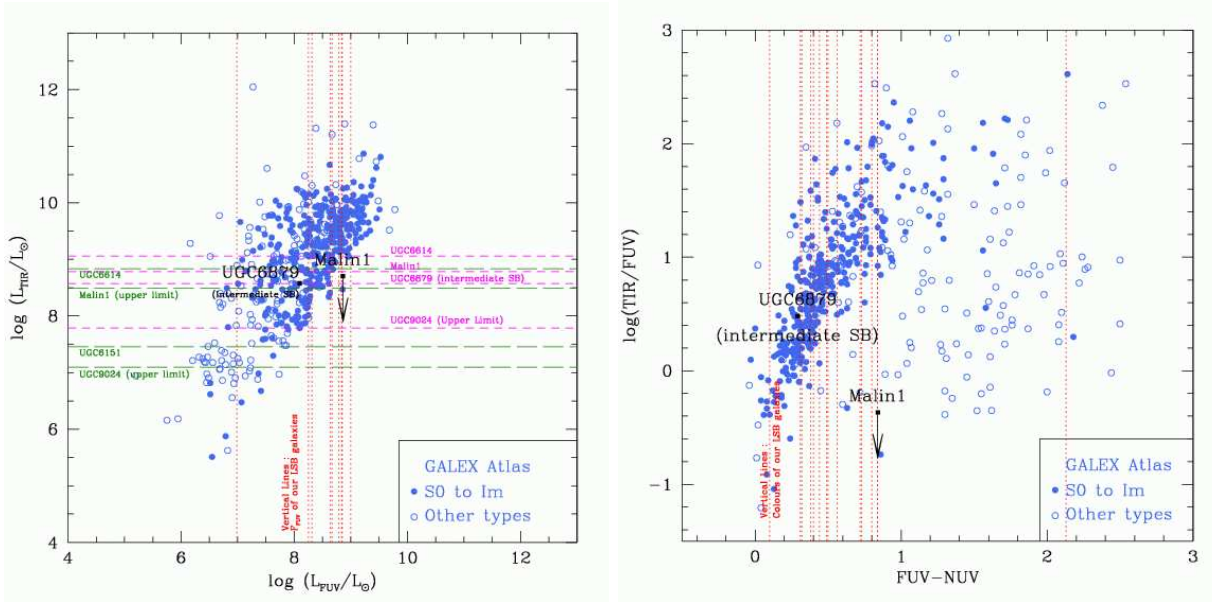 12
10
8
6
4
4
6
8
10
12
log (L_TIR/L_⊙)
log (L_FUV/L_⊙)
UGC6614
UGC6614
Malin1
Malin1
UGC6879
UGC6879 (intermediate SB)
Malin1 (upper limit)
(intermediate SB)
UGC9024 (Upper Limit)
UGC6151
UGC9024 (upper limit)
Vertical Lines :
F_FUV of our LSB galaxies
GALEX Atlas
S0 to Im
Other types
3
2
1
0
−1
0
1
2
3
log(TIR/FUV)
FUV−NUV
UGC6879
(intermediate SB)
Malin1
Vertical Lines :
Colours of our LSB galaxies
GALEX Atlas
S0 to Im
Other types